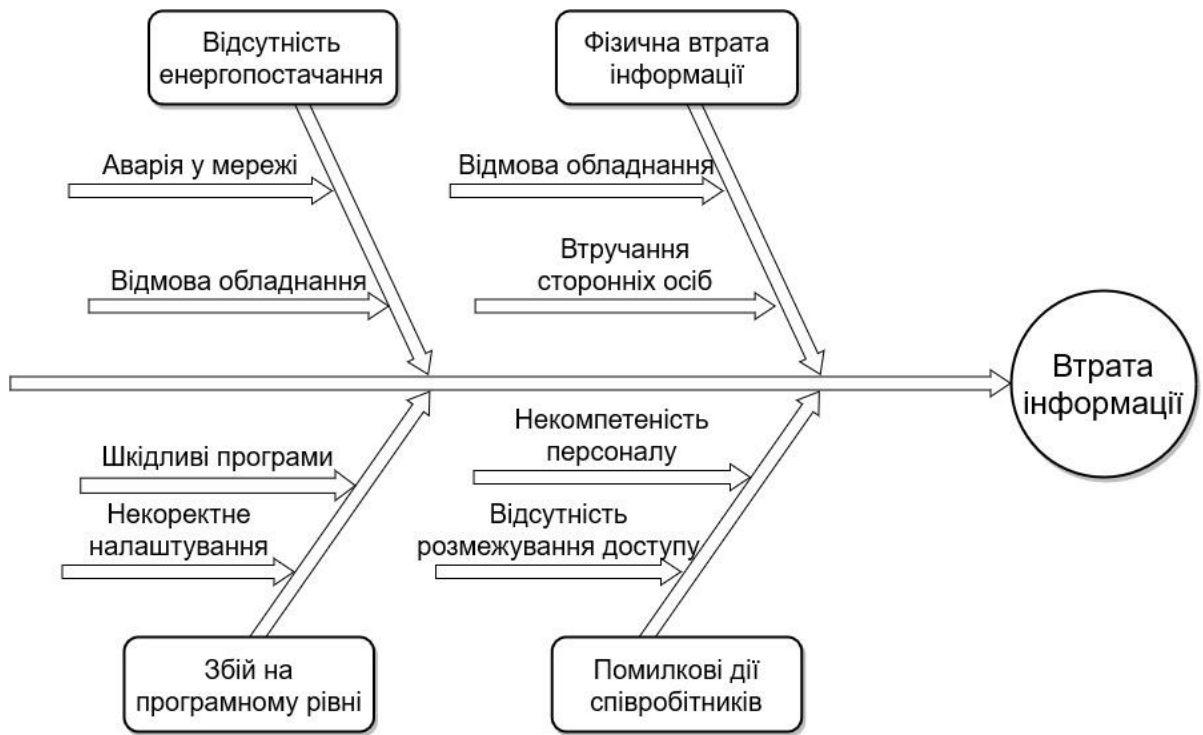 Відсутність
енергопостачання
Фізична втрата
інформації
Аварія у мережі
Відмова обладнання
Відмова обладнання
Втручання
сторонніх осіб
Втрата
інформації
Шкідливі програми
Некоректне
налаштування
Некомпетеність
персоналу
Відсутність
розмежування доступу
Збій на
програмному рівні
Помилкові дії
співробітників